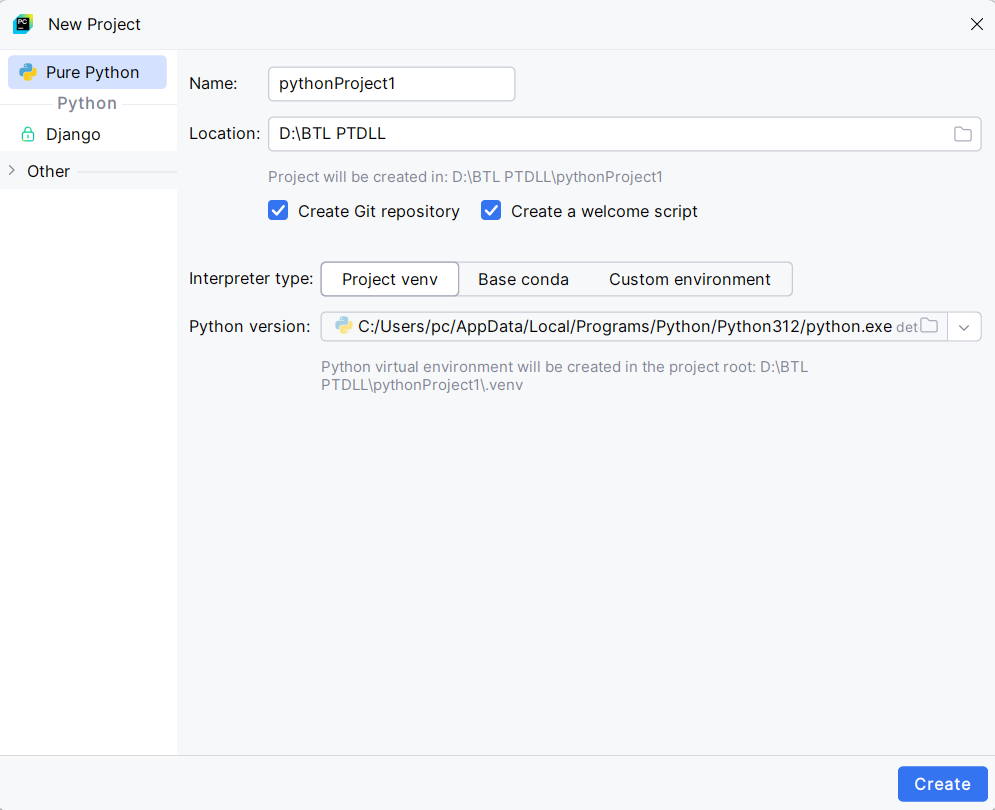 New Project
Pure Python
Python
Django
Other
Name: pythonProject1
Location: D:\BTL PTDLL
Project will be created in: D:\BTL PTDLL\pythonProject1
Create Git repository Create a welcome script
Interpreter type: Project venv Base conda Custom environment
Python version: C:/Users/pc/AppData/Local/Programs/Python/Python312/python.exe det
Python virtual environment will be created in the project root: D:\BTL
PTDLL\pythonProject1\.venv
Create